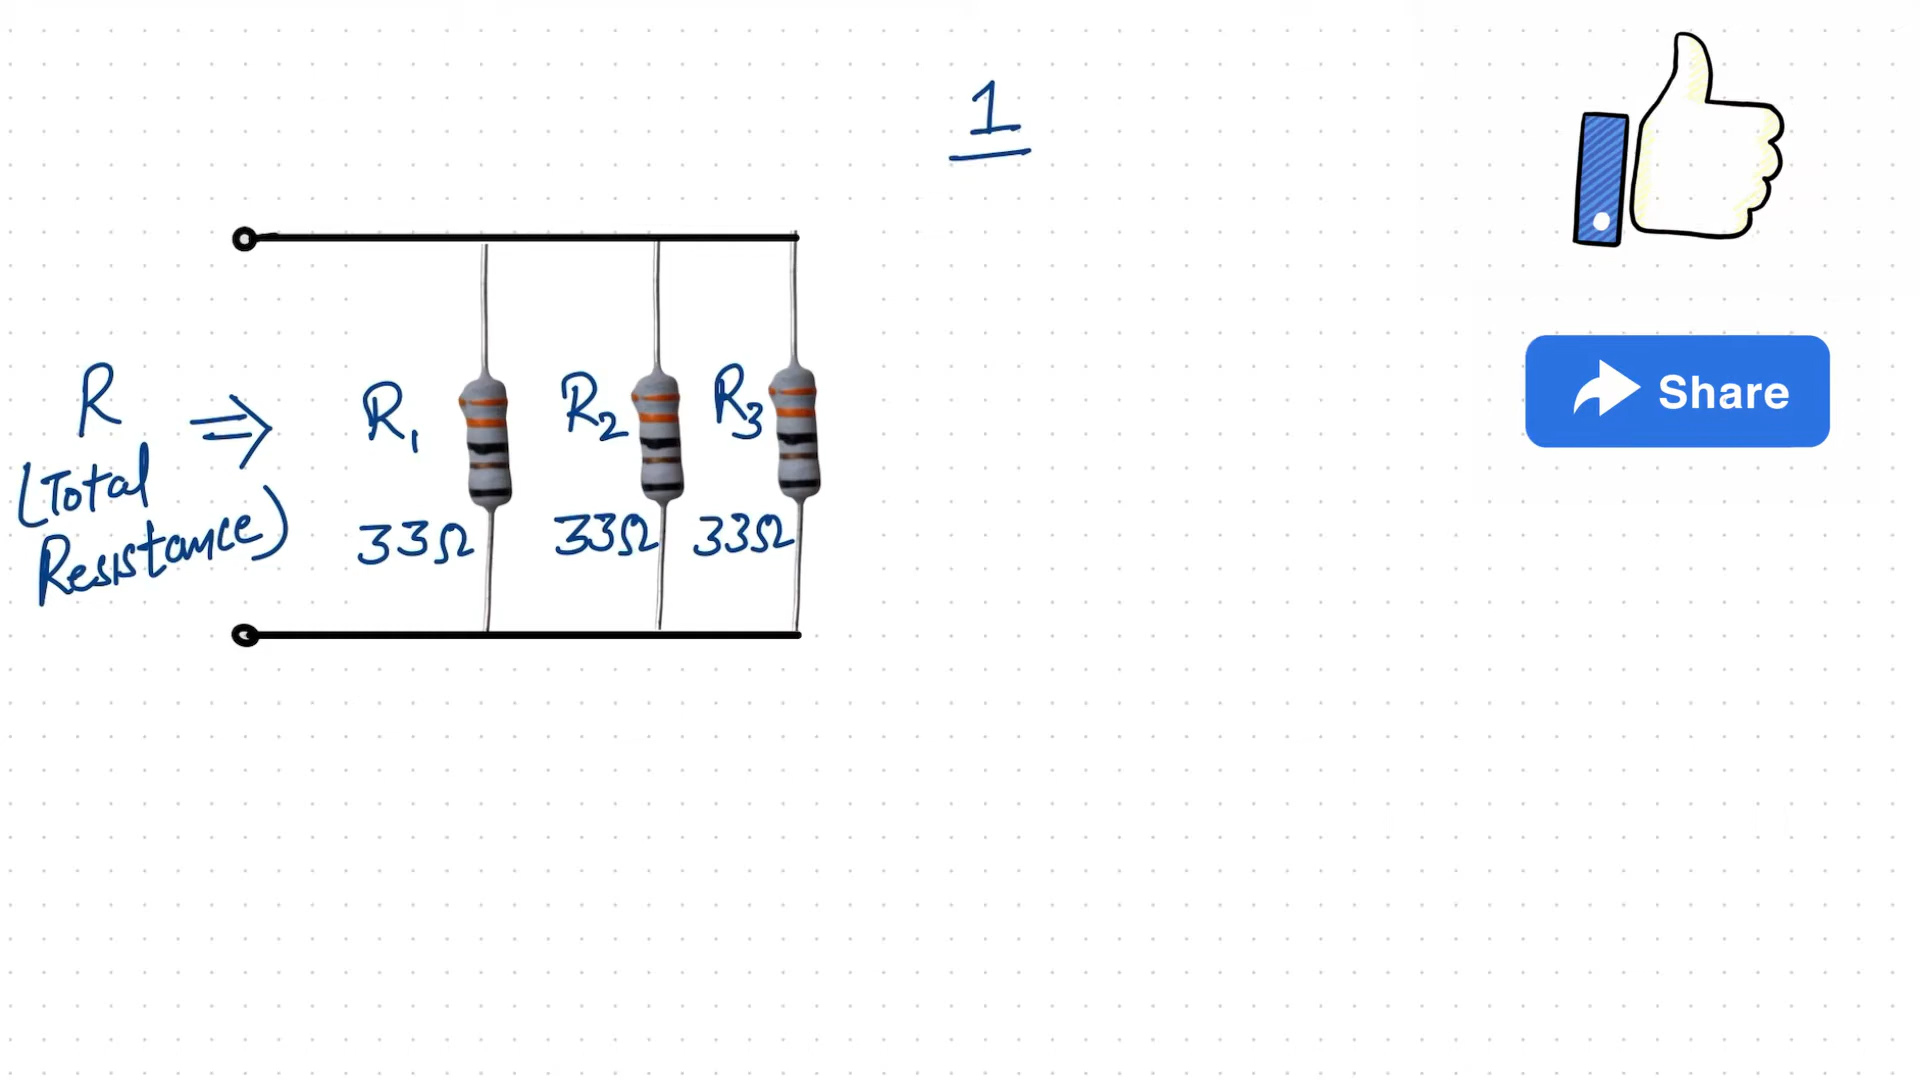 1
R
(Total
Resistance)
⇒
R₁
R₂
R₃
33Ω
33Ω
33Ω
Share